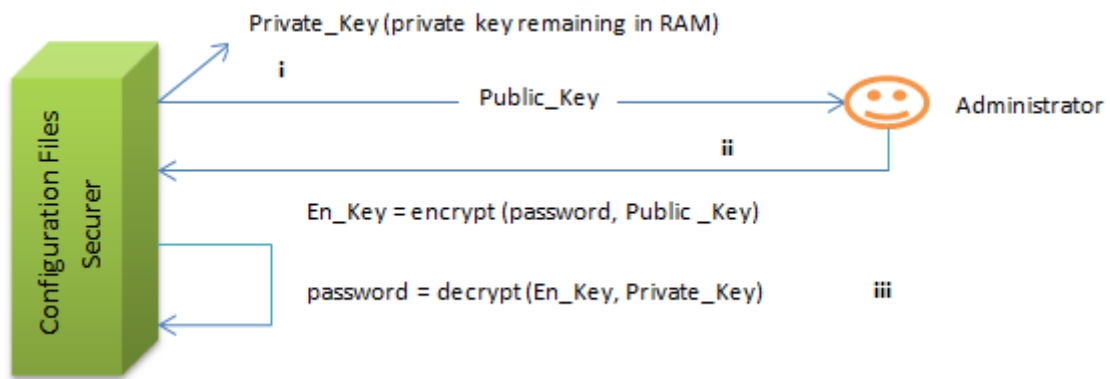 Private_Key (private key remaining in RAM)
i
Public_Key
Administrator
ii
Configuration Files
Securer
En_Key = encrypt (password, Public _Key)
password = decrypt (En_Key, Private_Key)
iii